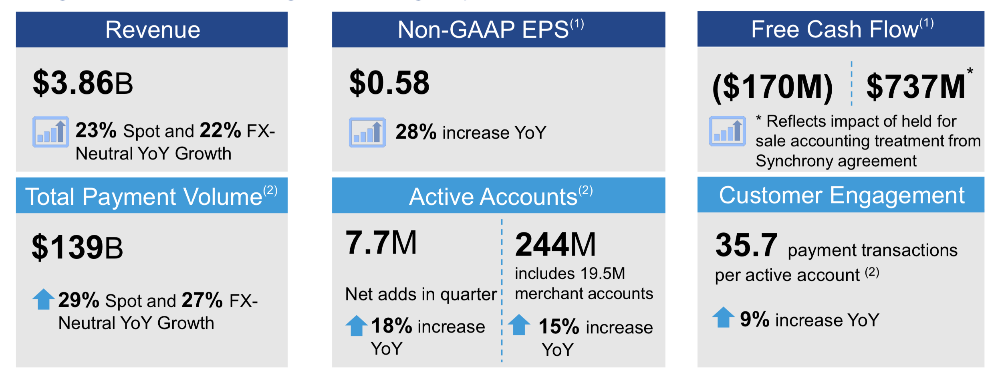 Revenue
$3.86B
23% Spot and 22% FX-
Neutral YoY Growth
Non-GAAP EPS(1)
$0.58
28% increase YoY
Free Cash Flow(1)
($170M)
$737M*
* Reflects impact of held for
sale accounting treatment from
Synchrony agreement
Total Payment Volume(2)
$139B
29% Spot and 27% FX-
Neutral YoY Growth
Active Accounts(2)
7.7M
Net adds in quarter
18% increase
YoY
244M
includes 19.5M
merchant accounts
15% increase
YoY
Customer Engagement
35.7 payment transactions
per active account (2)
9% increase YoY